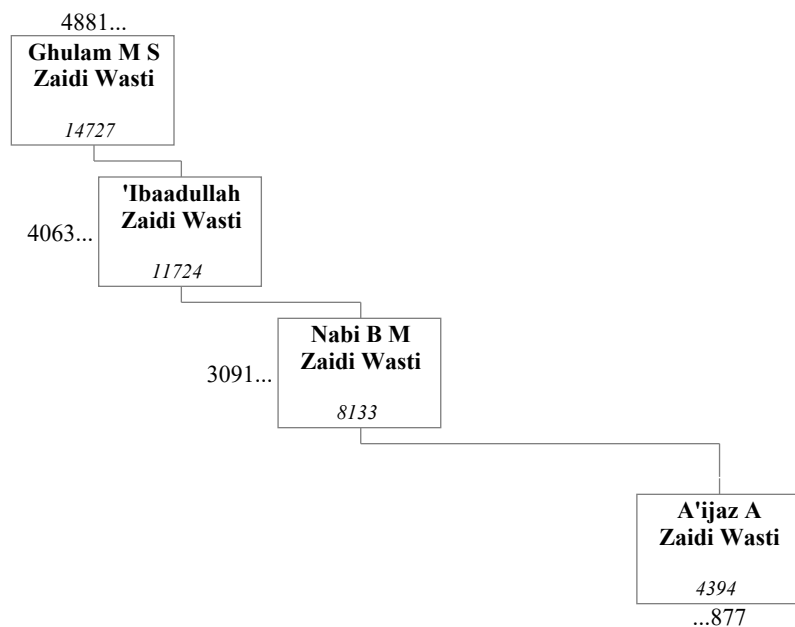 4881...
Ghulam M S
Zaidi Wasti
14727
'Ibaadullah
Zaidi Wasti
4063...
11724
Nabi B M
Zaidi Wasti
3091...
8133
A'ijaz A
Zaidi Wasti
4394
...877